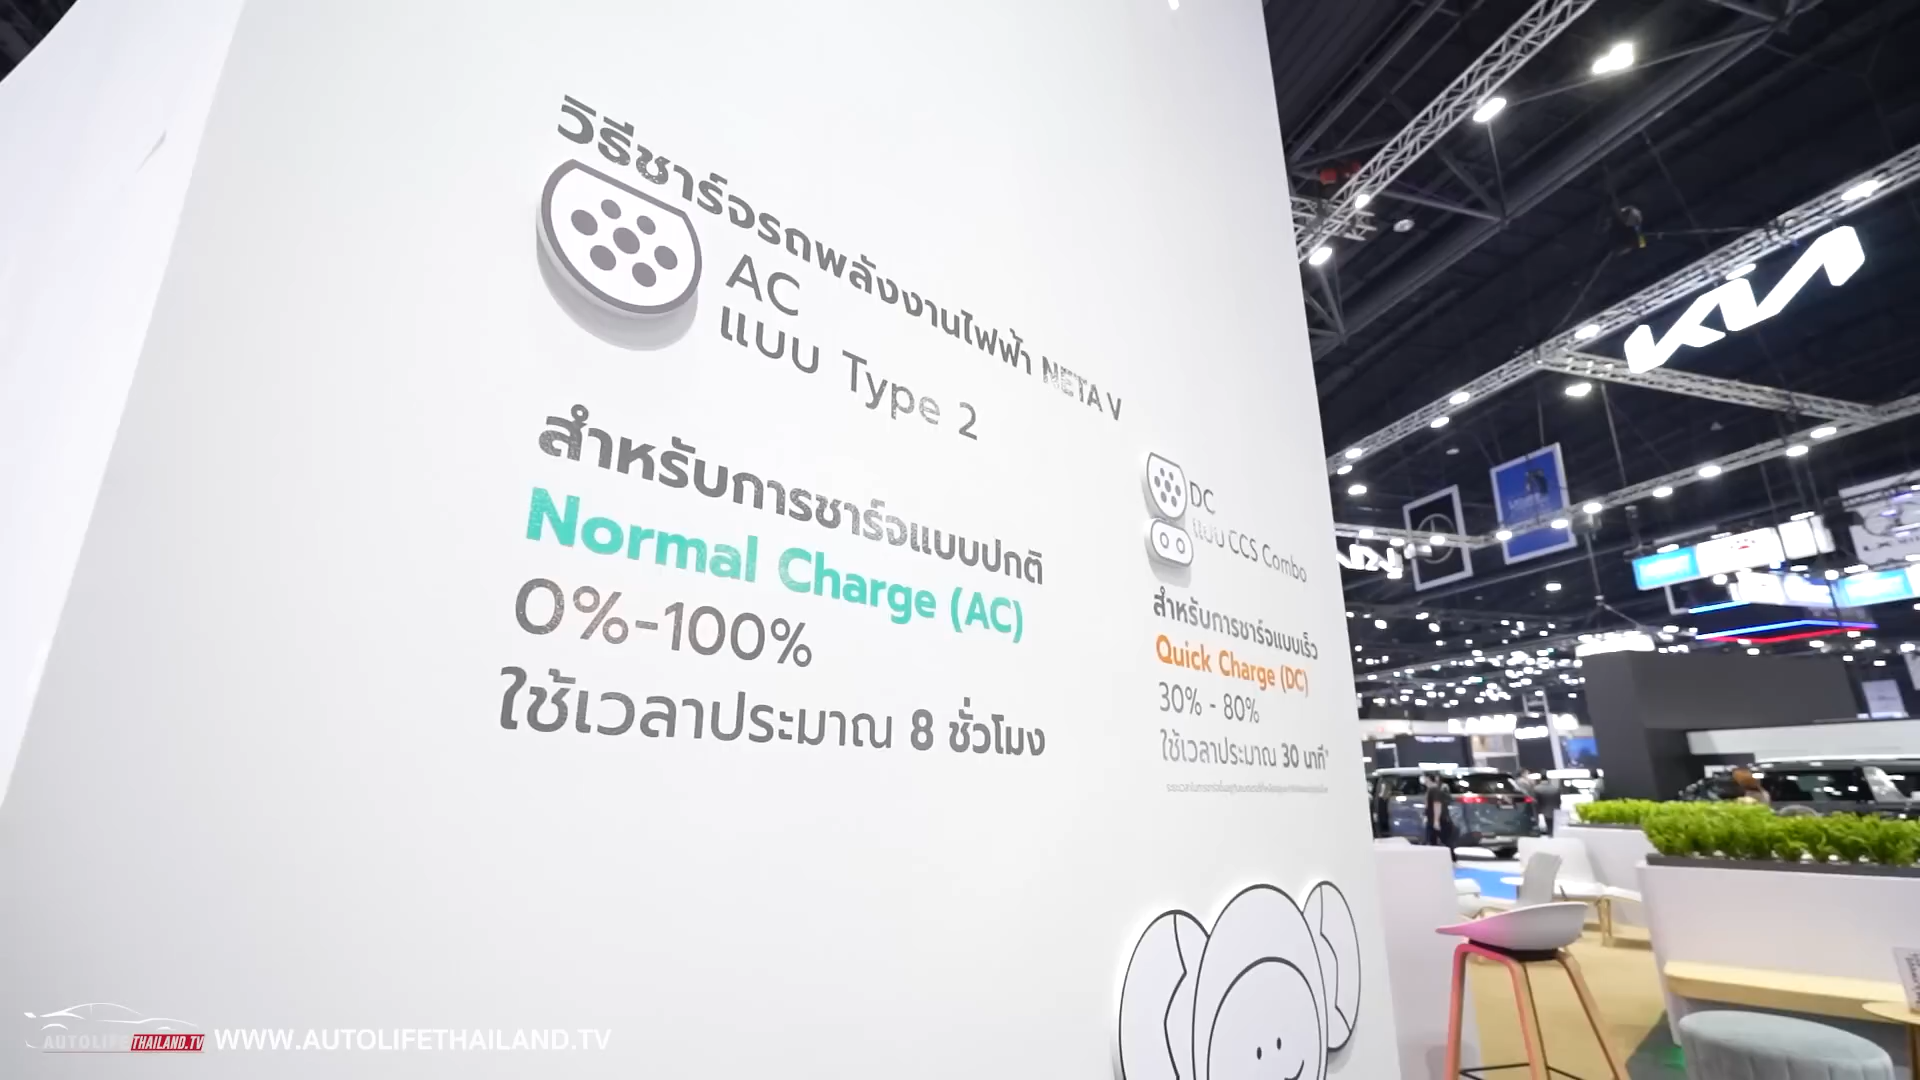 วิธีชาร์จรถพลังงานไฟฟ้า NETA V
AC
แบบ Type 2
สำหรับการชาร์จแบบปกติ
Normal Charge (AC)
0%-100%
ใช้เวลาประมาณ 8 ชั่วโมง
DC
แบบ CCS Combo
สำหรับการชาร์จแบบเร็ว
Quick Charge (DC)
30% - 80%
ใช้เวลาประมาณ 30 นาที*
KIA
AUTOLIFETHAILAND.TV
WWW.AUTOLIFETHAILAND.TV